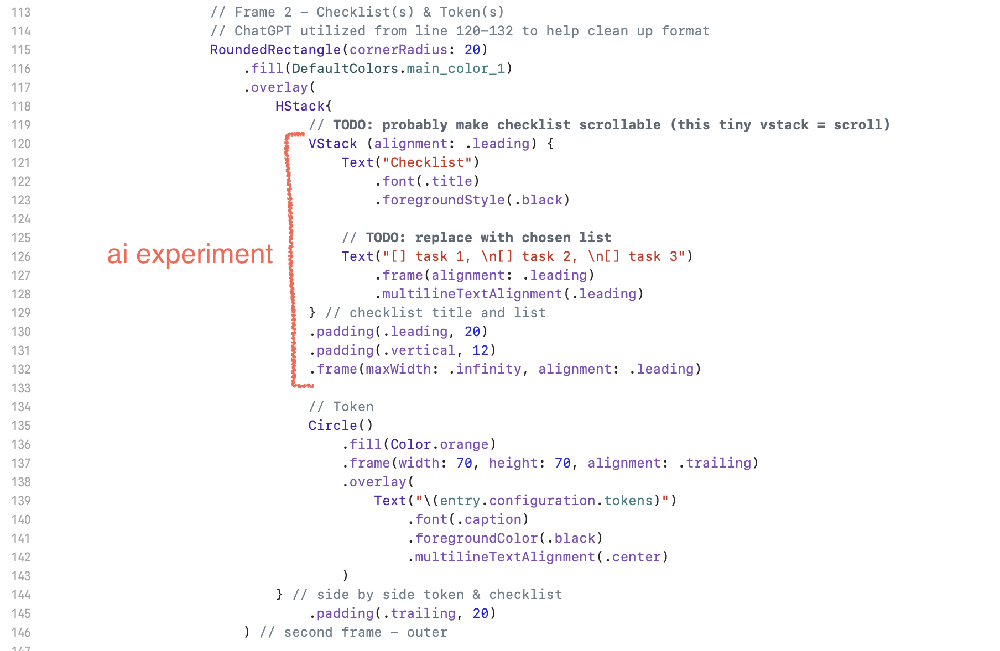 113 // Frame 2 – Checklist(s) & Token(s)
114 // ChatGPT utilized from line 120–132 to help clean up format
115 RoundedRectangle(cornerRadius: 20)
116 .fill(DefaultColors.main_color_1)
117 .overlay(
118 HStack{
119 // TODO: probably make checklist scrollable (this tiny vstack = scroll)
120 VStack (alignment: .leading) {
121 Text("Checklist")
122 .font(.title)
123 .foregroundStyle(.black)
124
125 // TODO: replace with chosen list
ai experiment
126 Text("[] task 1, \n[] task 2, \n[] task 3")
127 .frame(alignment: .leading)
128 .multilineTextAlignment(.leading)
129 } // checklist title and list
130 .padding(.leading, 20)
131 .padding(.vertical, 12)
132 .frame(maxWidth: .infinity, alignment: .leading)
133
134 // Token
135 Circle()
136 .fill(Color.orange)
137 .frame(width: 70, height: 70, alignment: .trailing)
138 .overlay(
139 Text("\(entry.configuration.tokens)")
140 .font(.caption)
141 .foregroundColor(.black)
142 .multilineTextAlignment(.center)
143 )
144 } // side by side token & checklist
145 .padding(.trailing, 20)
146 ) // second frame – outer
147